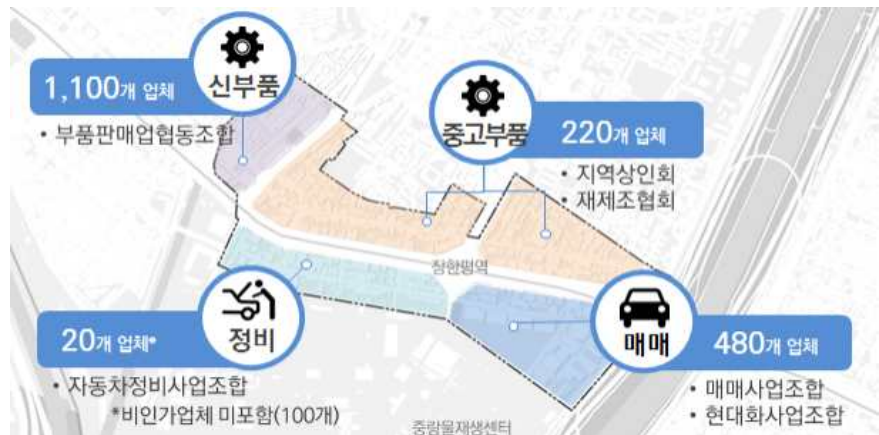 신부품
1,100개 업체
• 부품판매업협동조합
중고부품
220개 업체
• 지역상인회
• 재제조협회
장한평역
정비
20개 업체*
• 자동차정비사업조합
*비인가업체 미포함(100개)
매매
480개 업체
• 매매사업조합
• 현대화사업조합
중랑물재생센터